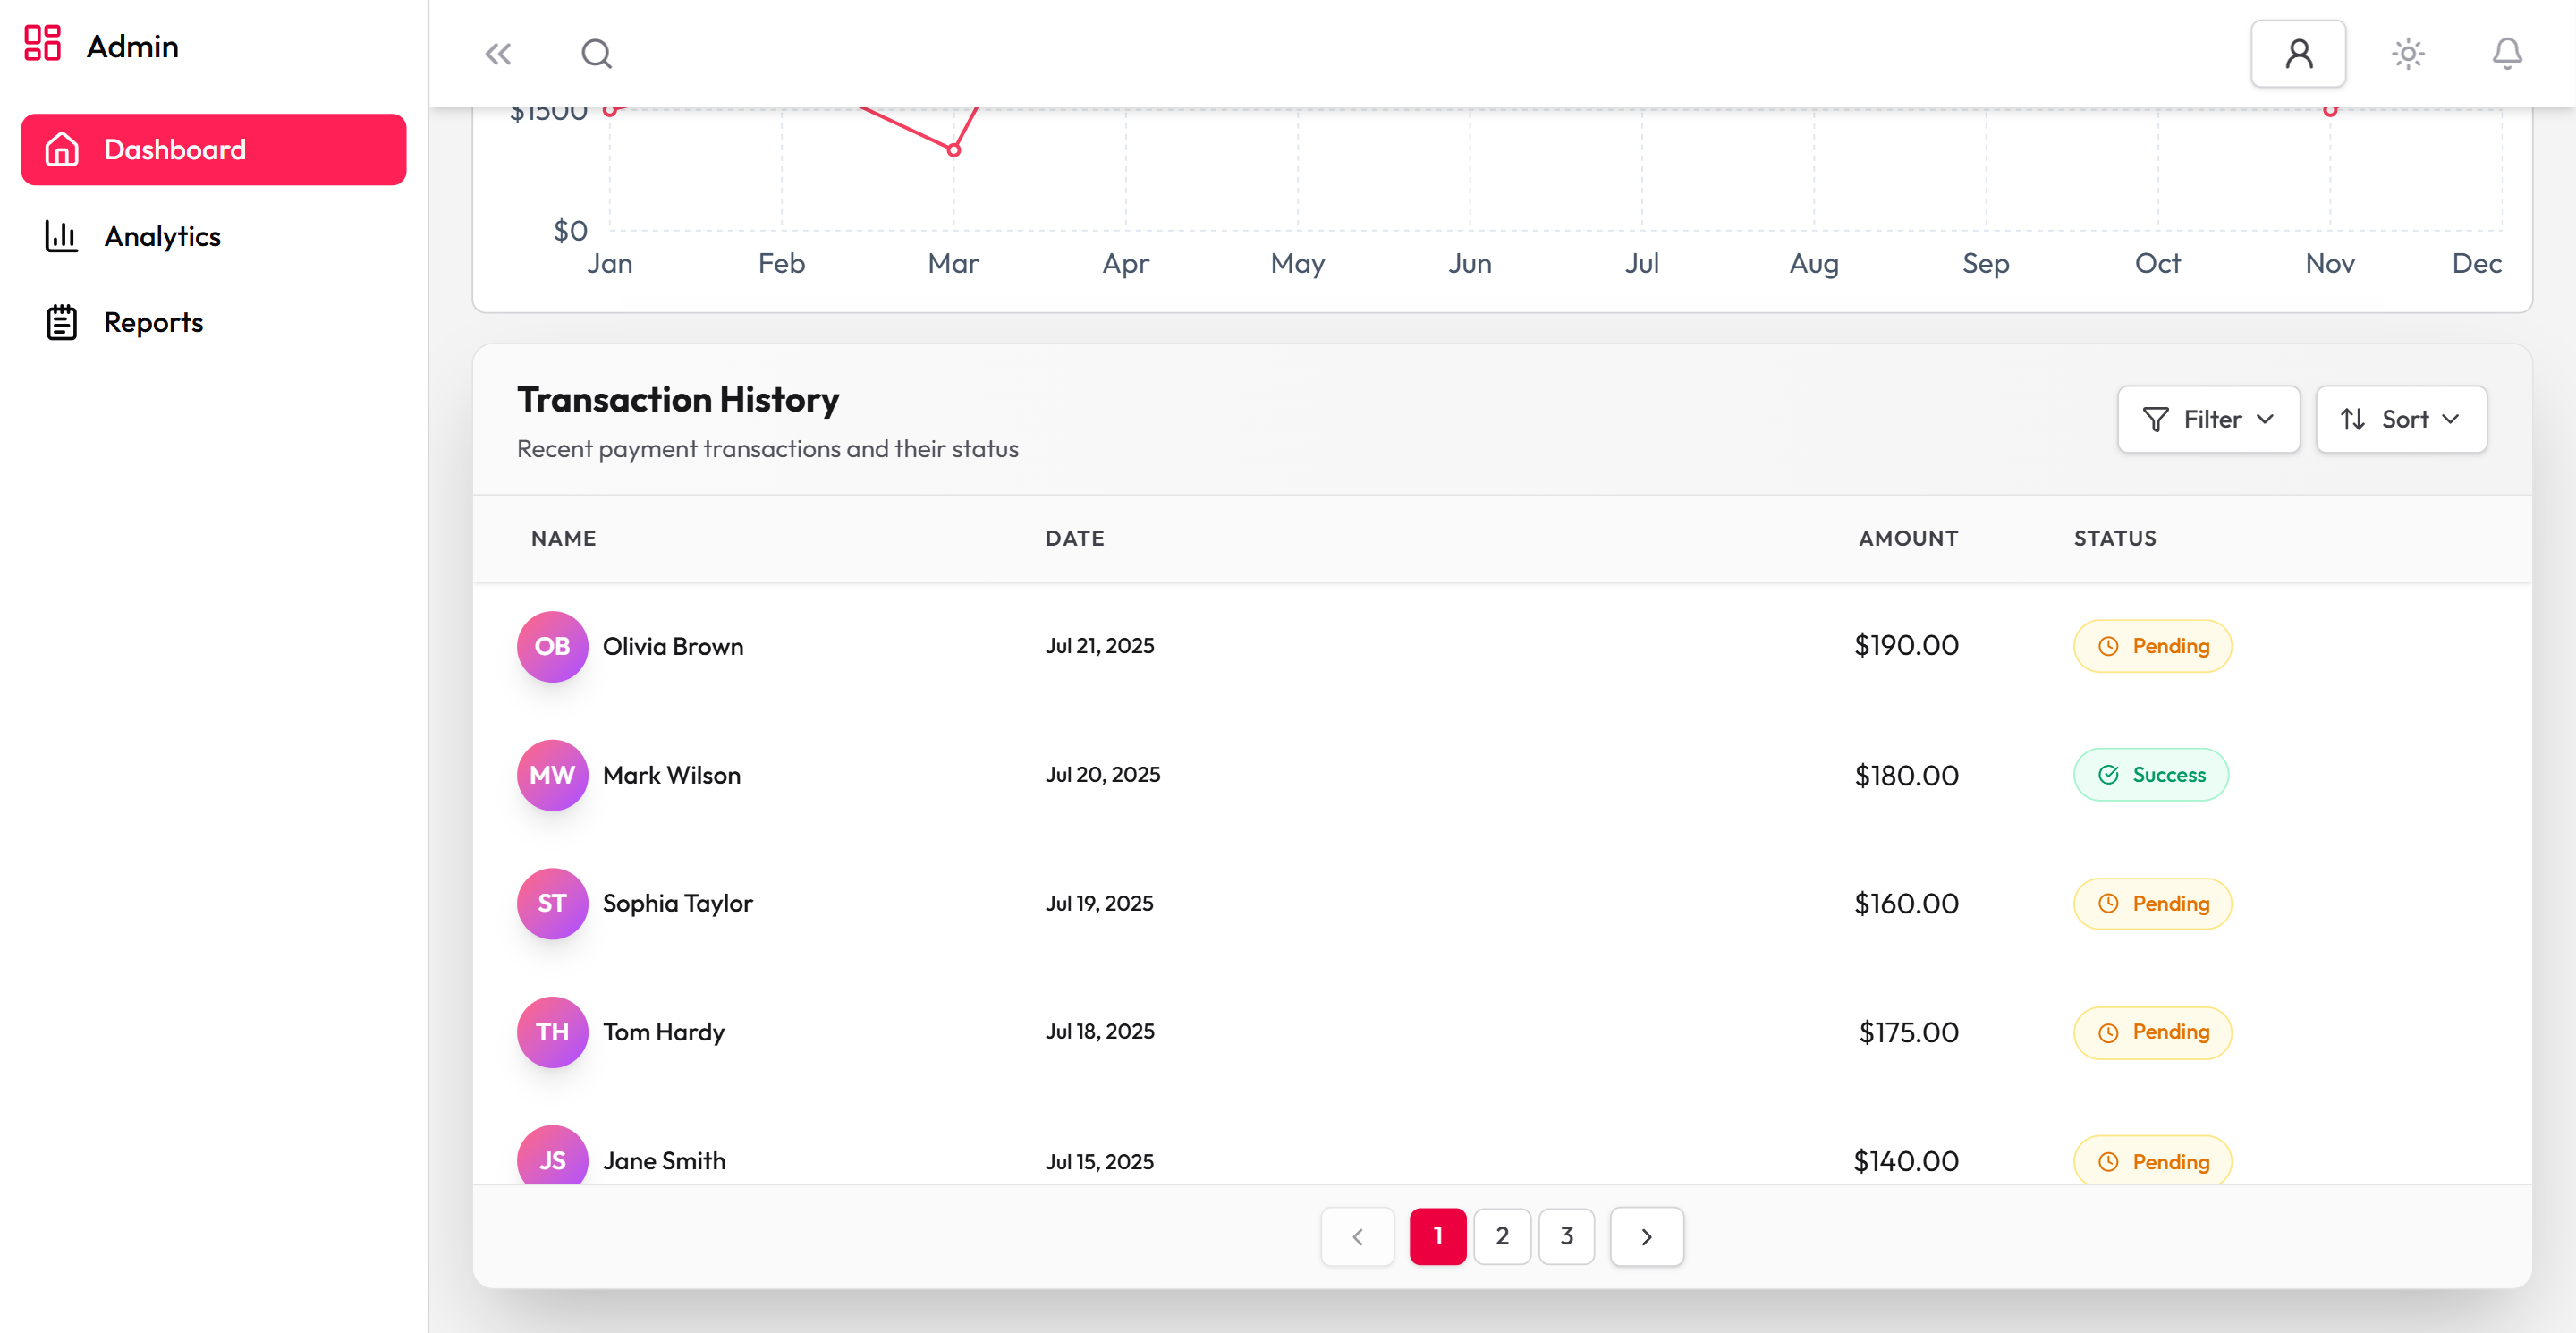 Admin
Dashboard
Analytics
Reports
$1500
$0
Jan Feb Mar Apr May Jun Jul Aug Sep Oct Nov Dec
Transaction History
Recent payment transactions and their status
Filter Sort
NAME DATE AMOUNT STATUS
OB Olivia Brown Jul 21, 2025 $190.00 Pending
MW Mark Wilson Jul 20, 2025 $180.00 Success
ST Sophia Taylor Jul 19, 2025 $160.00 Pending
TH Tom Hardy Jul 18, 2025 $175.00 Pending
JS Jane Smith Jul 15, 2025 $140.00 Pending
1 2 3